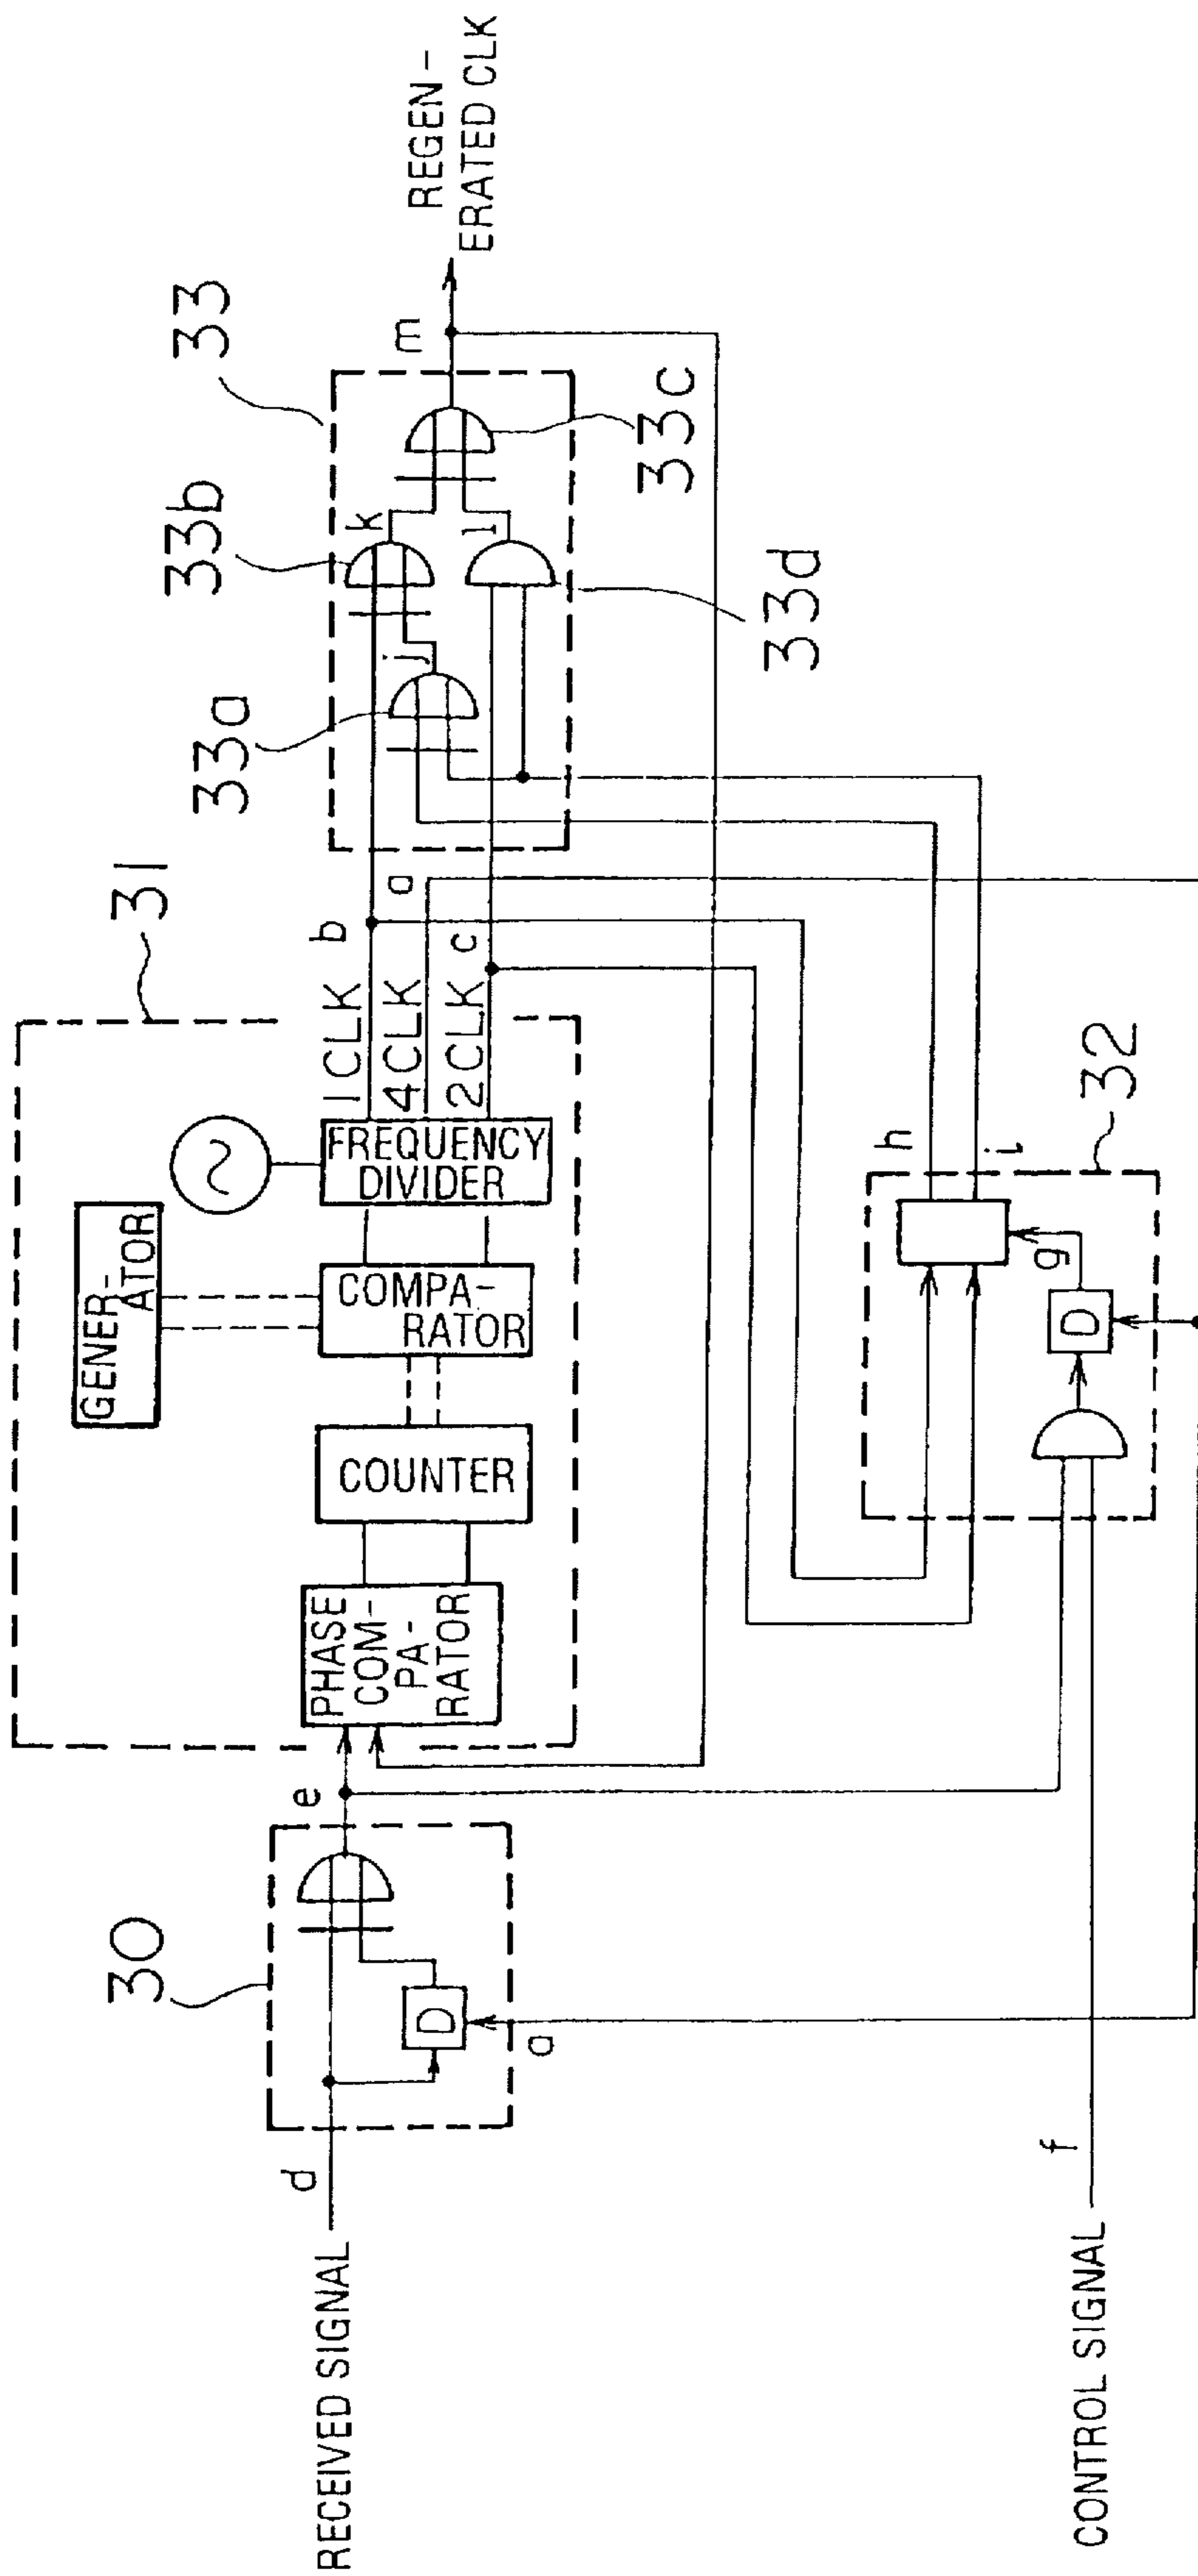 RECEIVED SIGNAL
d
30
D
a
e
31
PHASE
COM-
PA-
RATOR
COUNTER
COMPA-
RATOR
GENER-
ATOR
FREQUENCY
DIVIDER
1CLK
4CLK
2CLK
b
a
c
33
33a
33b
33c
33d
j
k
l
m
REGEN-
ERATED CLK
CONTROL SIGNAL
f
32
D
g
h
i